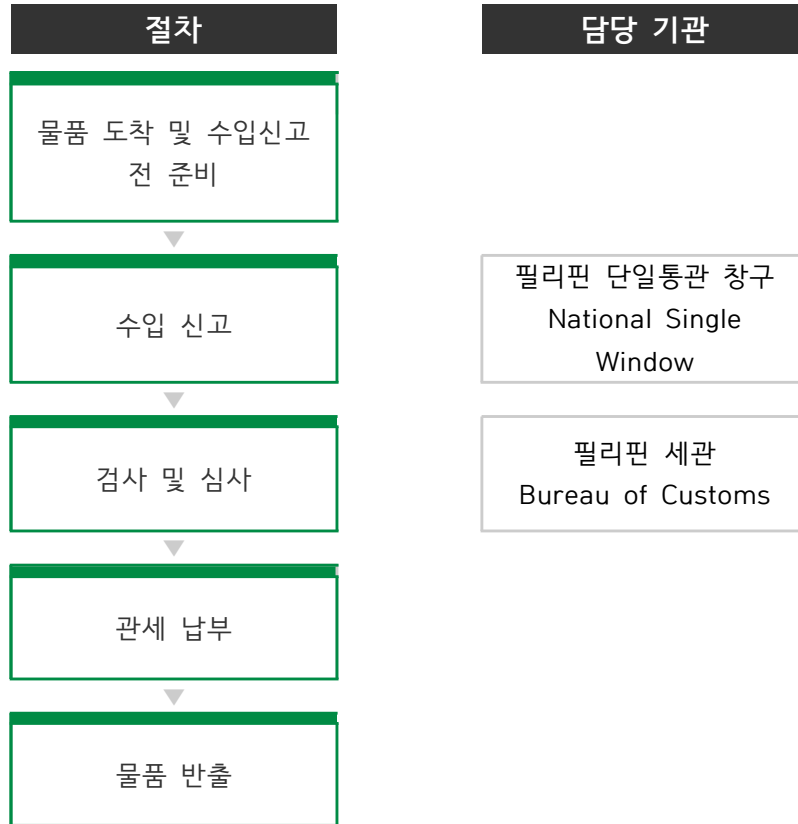 절차
담당 기관
물품 도착 및 수입신고
전 준비
수입 신고
필리핀 단일통관 창구
National Single
Window
검사 및 심사
필리핀 세관
Bureau of Customs
관세 납부
물품 반출